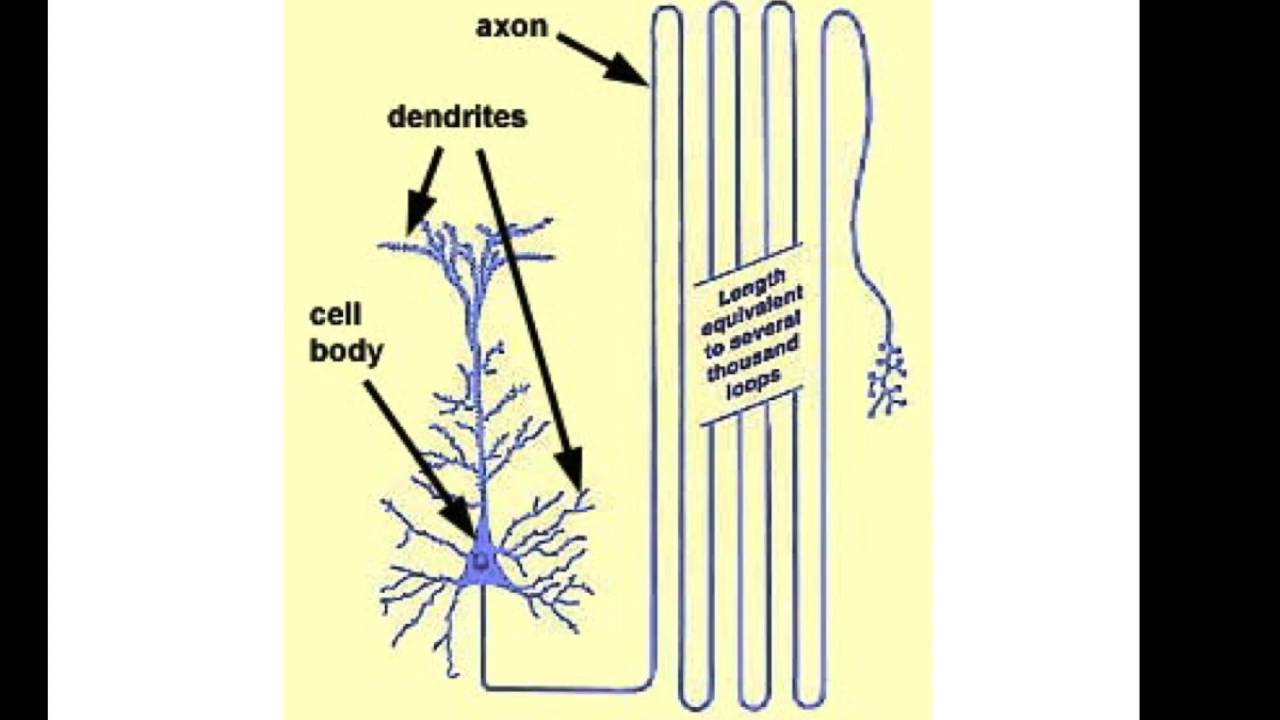 axon
dendrites
cell
body
Length
equivalent
to several
thousand
loops